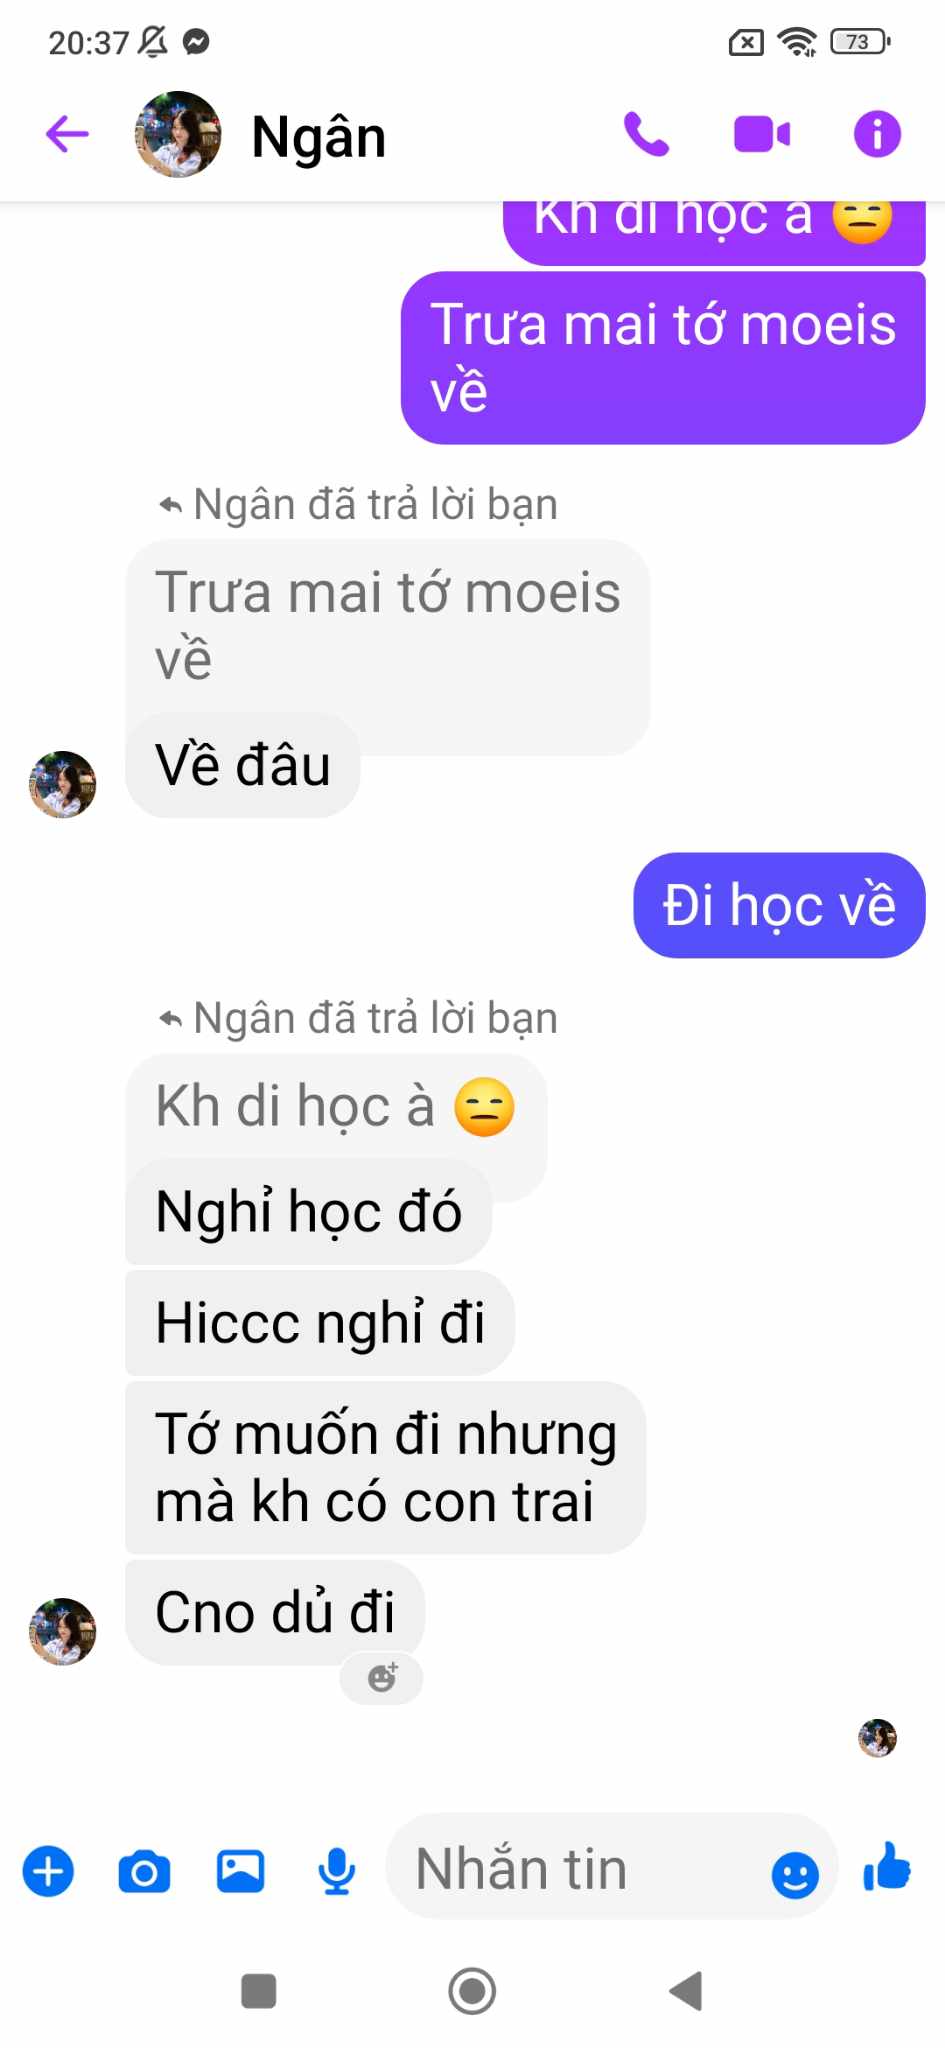 20:37
73
Ngân
Kh di học à 😑
Trưa mai tớ moeis
về
Ngân đã trả lời bạn
Trưa mai tớ moeis
về
Về đâu
Đi học về
Ngân đã trả lời bạn
Kh di học à 😑
Nghỉ học đó
Hiccc nghỉ đi
Tớ muốn đi nhưng
mà kh có con trai
Cno dủ đi
Nhắn tin